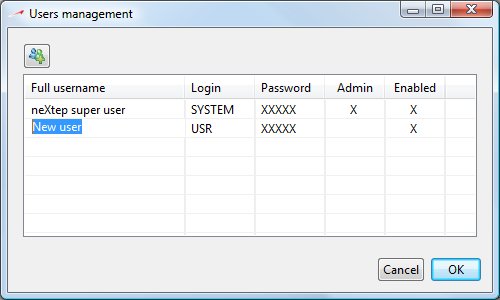 Users management
Full username Login Password Admin Enabled
neXtep super user SYSTEM XXXXX X X
New user USR XXXXX X
Cancel OK